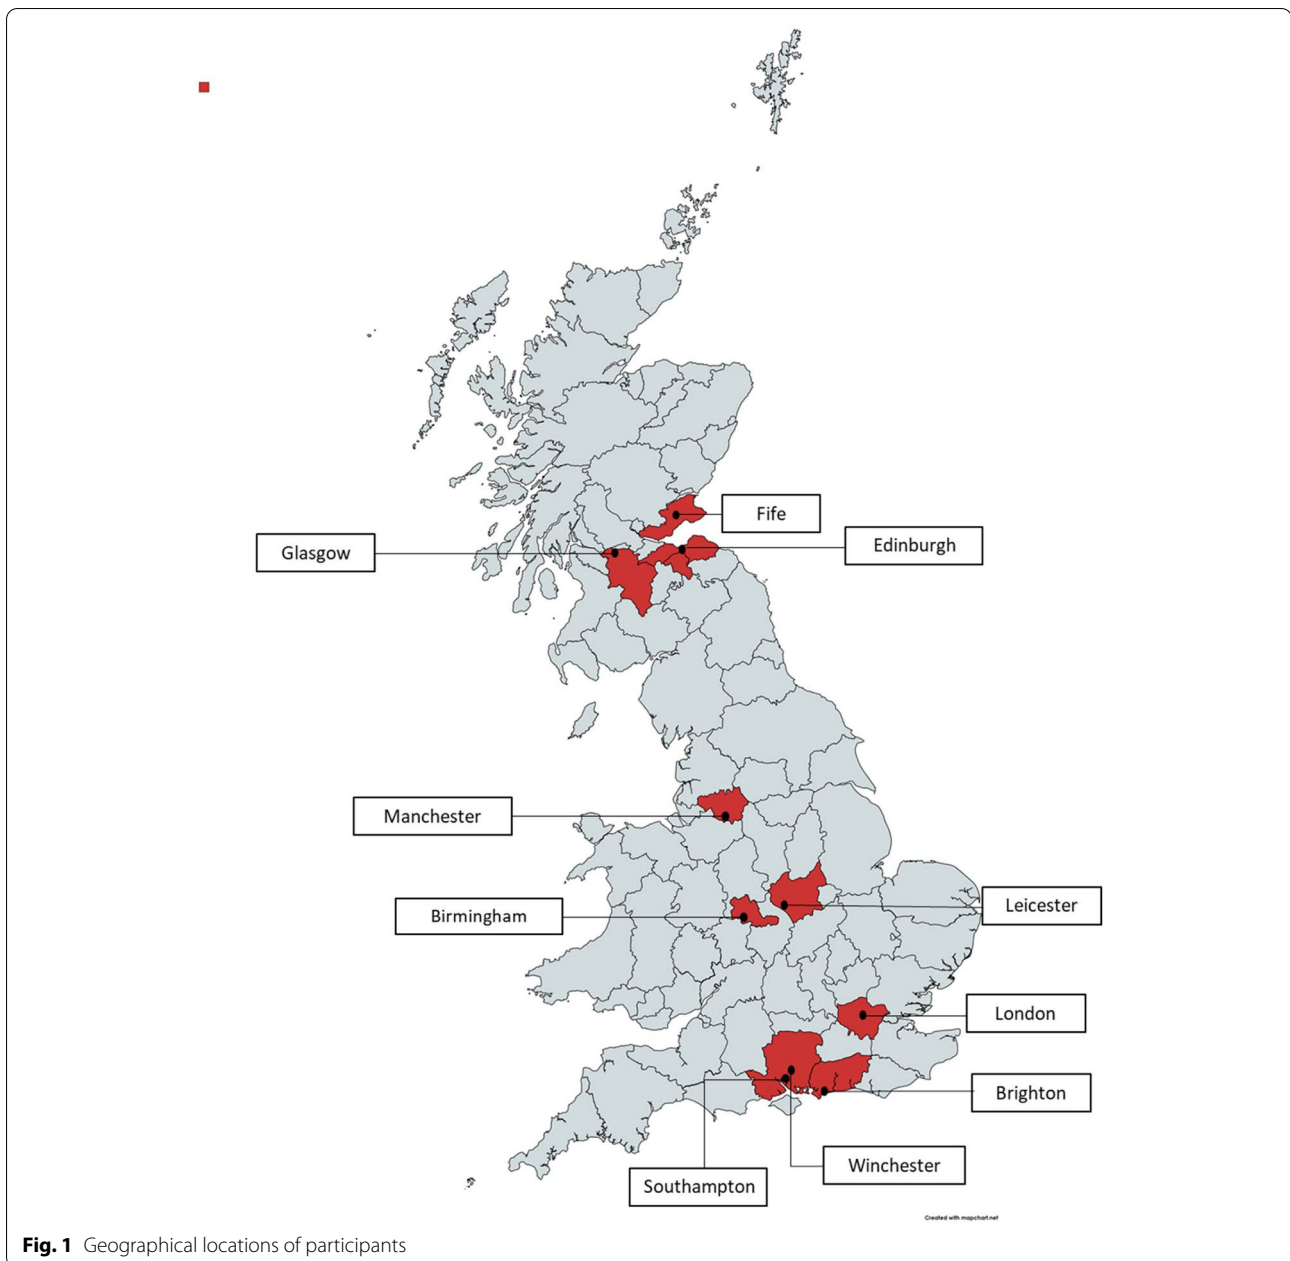 Fife
Edinburgh
Glasgow
Manchester
Leicester
Birmingham
London
Brighton
Winchester
Southampton
Created with mapchart.net
Fig. 1 Geographical locations of participants